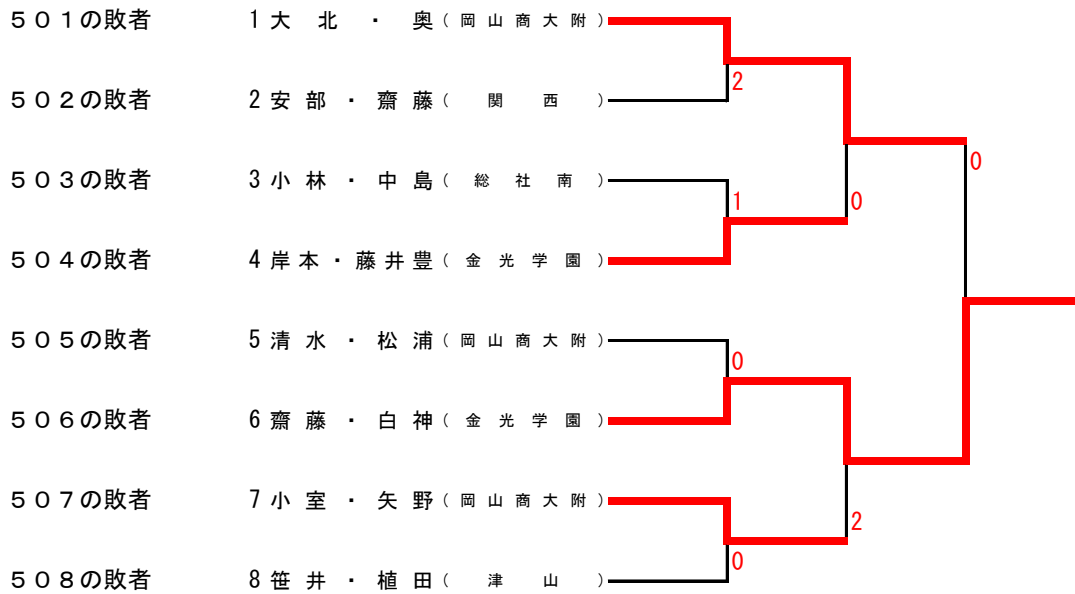 ５０１の敗者 1 大北・奥(岡山商大附)
2
５０２の敗者 2 安部・齋藤(関西)
0
５０３の敗者 3 小林・中島(総社南)
1
0
５０４の敗者 4 岸本・藤井豊(金光学園)
５０５の敗者 5 清水・松浦(岡山商大附)
0
５０６の敗者 6 齋藤・白神(金光学園)
５０７の敗者 7 小室・矢野(岡山商大附)
2
0
５０８の敗者 8 笹井・植田(津山)